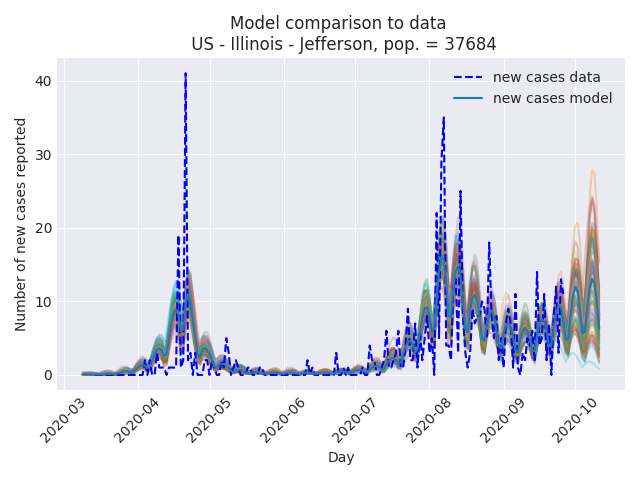 Model comparison to data
US - Illinois - Jefferson, pop. = 37684
new cases data
new cases model
Number of new cases reported
40
30
20
10
0
2020-03
2020-04
2020-05
2020-06
2020-07
2020-08
2020-09
2020-10
Day